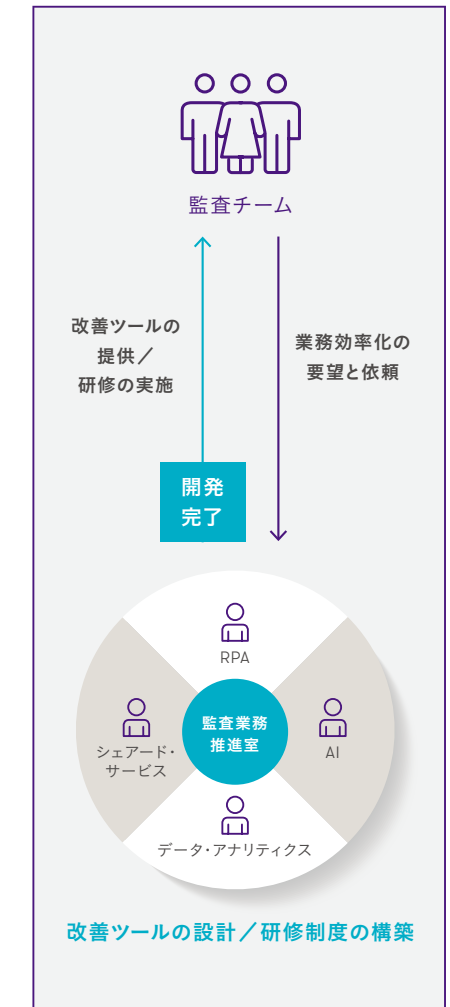 監査チーム
改善ツールの
提供／
研修の実施
業務効率化の
要望と依頼
開発
完了
RPA
シェアード・
サービス
監査業務
推進室
AI
データ・アナリティクス
改善ツールの設計／研修制度の構築